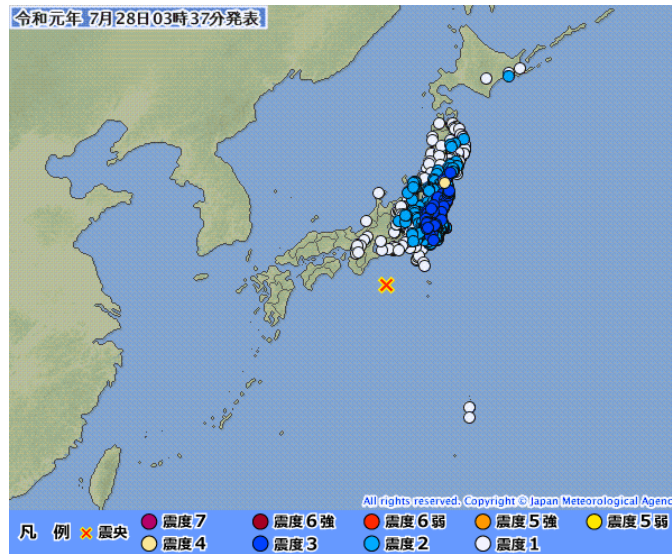 令和元年 7月28日03時37分発表
All rights reserved. Copyright © Japan Meteorological Agenc
凡 例 震央 震度7 震度6強 震度6弱 震度5強 震度5弱
震度4 震度3 震度2 震度1